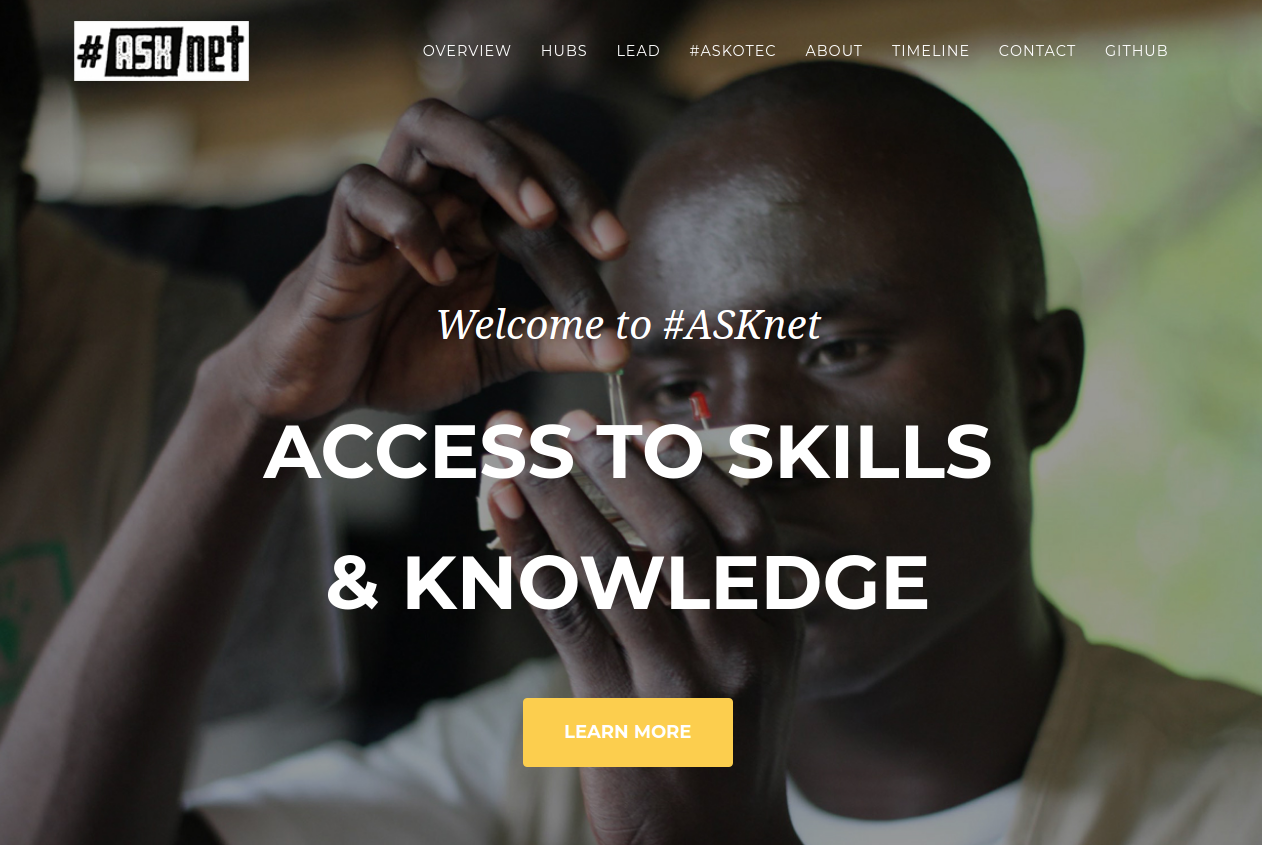 #ASKnet
OVERVIEW HUBS LEAD #ASKOTEC ABOUT TIMELINE CONTACT GITHUB
Welcome to #ASKnet
ACCESS TO SKILLS
& KNOWLEDGE
LEARN MORE